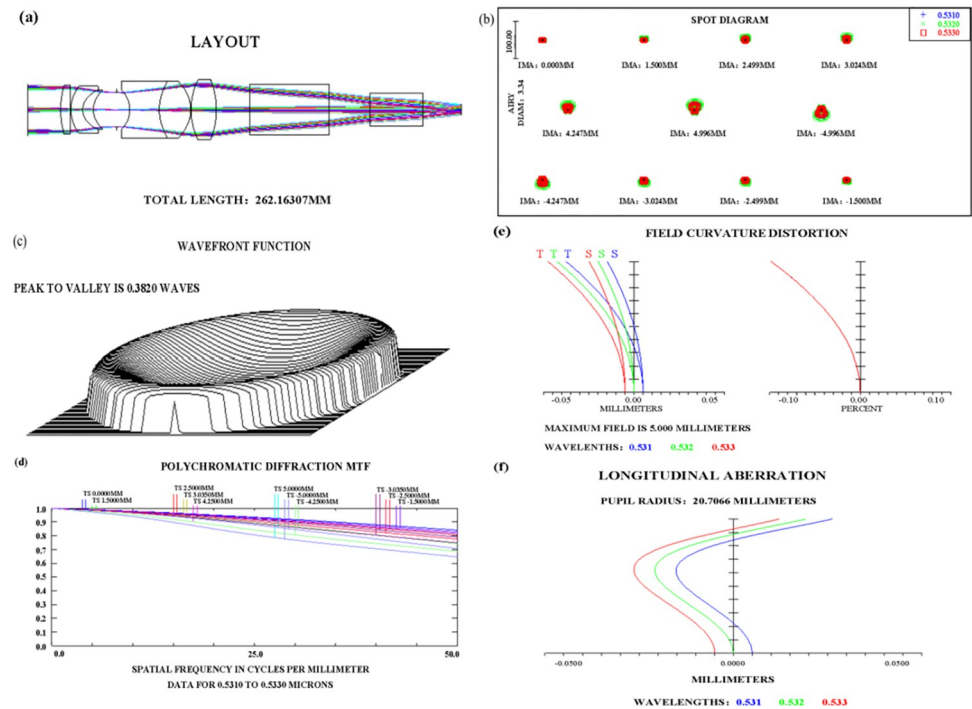 (a)
LAYOUT
TOTAL LENGTH: 262.16307MM
(b)
SPOT DIAGRAM
0.5310
0.5320
0.5330
100.00
IMA: 0.000MM
IMA: 1.500MM
IMA: 2.499MM
IMA: 3.024MM
AIRY
DIAM: 3.34
IMA: 4.247MM
IMA: 4.996MM
IMA: -4.996MM
IMA: -4.247MM
IMA: -3.024MM
IMA: -2.499MM
IMA: -1.500MM
(c)
WAVEFRONT FUNCTION
PEAK TO VALLEY IS 0.3820 WAVES
(d)
POLYCHROMATIC DIFFRACTION MTF
TS 0.0000MM
TS 1.5000MM
TS 2.5000MM
TS 3.0350MM
TS 4.2500MM
TS 5.0000MM
TS -5.0000MM
TS -4.2500MM
TS -3.0350MM
TS -2.5000MM
TS -1.5000MM
1.0
0.9
0.8
0.7
0.6
0.5
0.4
0.3
0.2
0.1
0.0
0.0 25.0 50.0
SPATIAL FREQUENCY IN CYCLES PER MILLIMETER
DATA FOR 0.5310 TO 0.5330 MICRONS
(e)
FIELD CURVATURE DISTORTION
T T T S S S
-0.05 0.00 0.05
MILLIMETERS
-0.10 0.00 0.10
PERCENT
MAXIMUM FIELD IS 5.000 MILLIMETERS
WAVELENTHS: 0.531 0.532 0.533
(f)
LONGITUDINAL ABERRATION
PUPIL RADIUS: 20.7066 MILLIMETERS
-0.0500 0.0000 0.0500
MILLIMETERS
WAVELENGTHS: 0.531 0.532 0.533